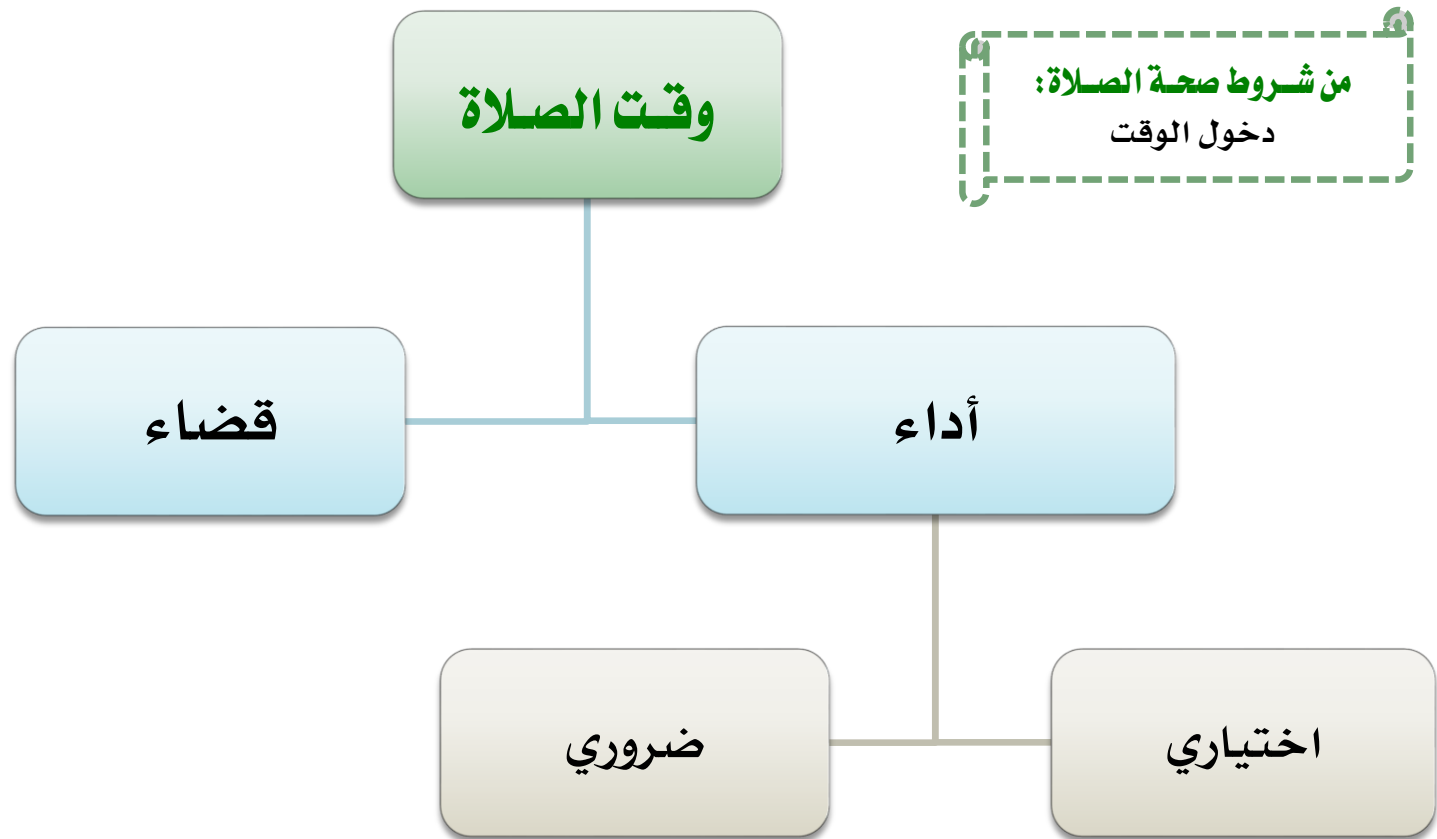 من شروط صحة الصلاة:
دخول الوقت
وقت الصلاة
أداء
قضاء
اختياري
ضروري